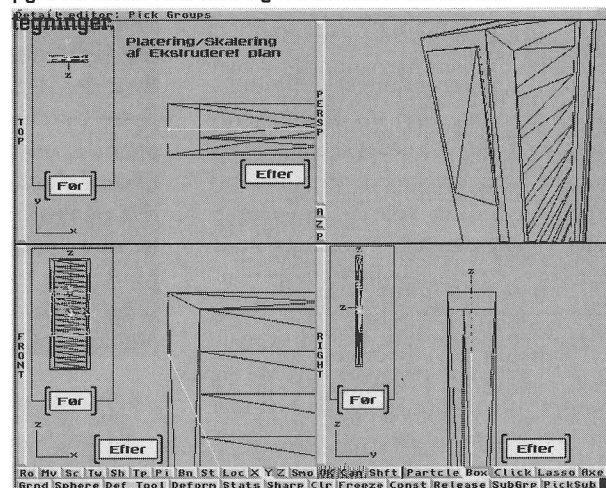 Detail editor: Pick Groups
tegninger.
Placering/Skalering
af Ekstruderet plan
Z
TOP
PERSP
Før
Efter
Y
X
A
Z
P
Z
FRONT
Før
Z
X
Efter
Z
Z
RIGHT
Før
Z
Y
Z
Efter
Ro Mv Sc Tw Sh Tp Pi Bn St Loc X Y Z Smo Shft Partcle Box Click Lasso Axe
Grnd Sphere Def Tool Deform Stats Sharp Clr Freeze Const Release SubGrp PickSub